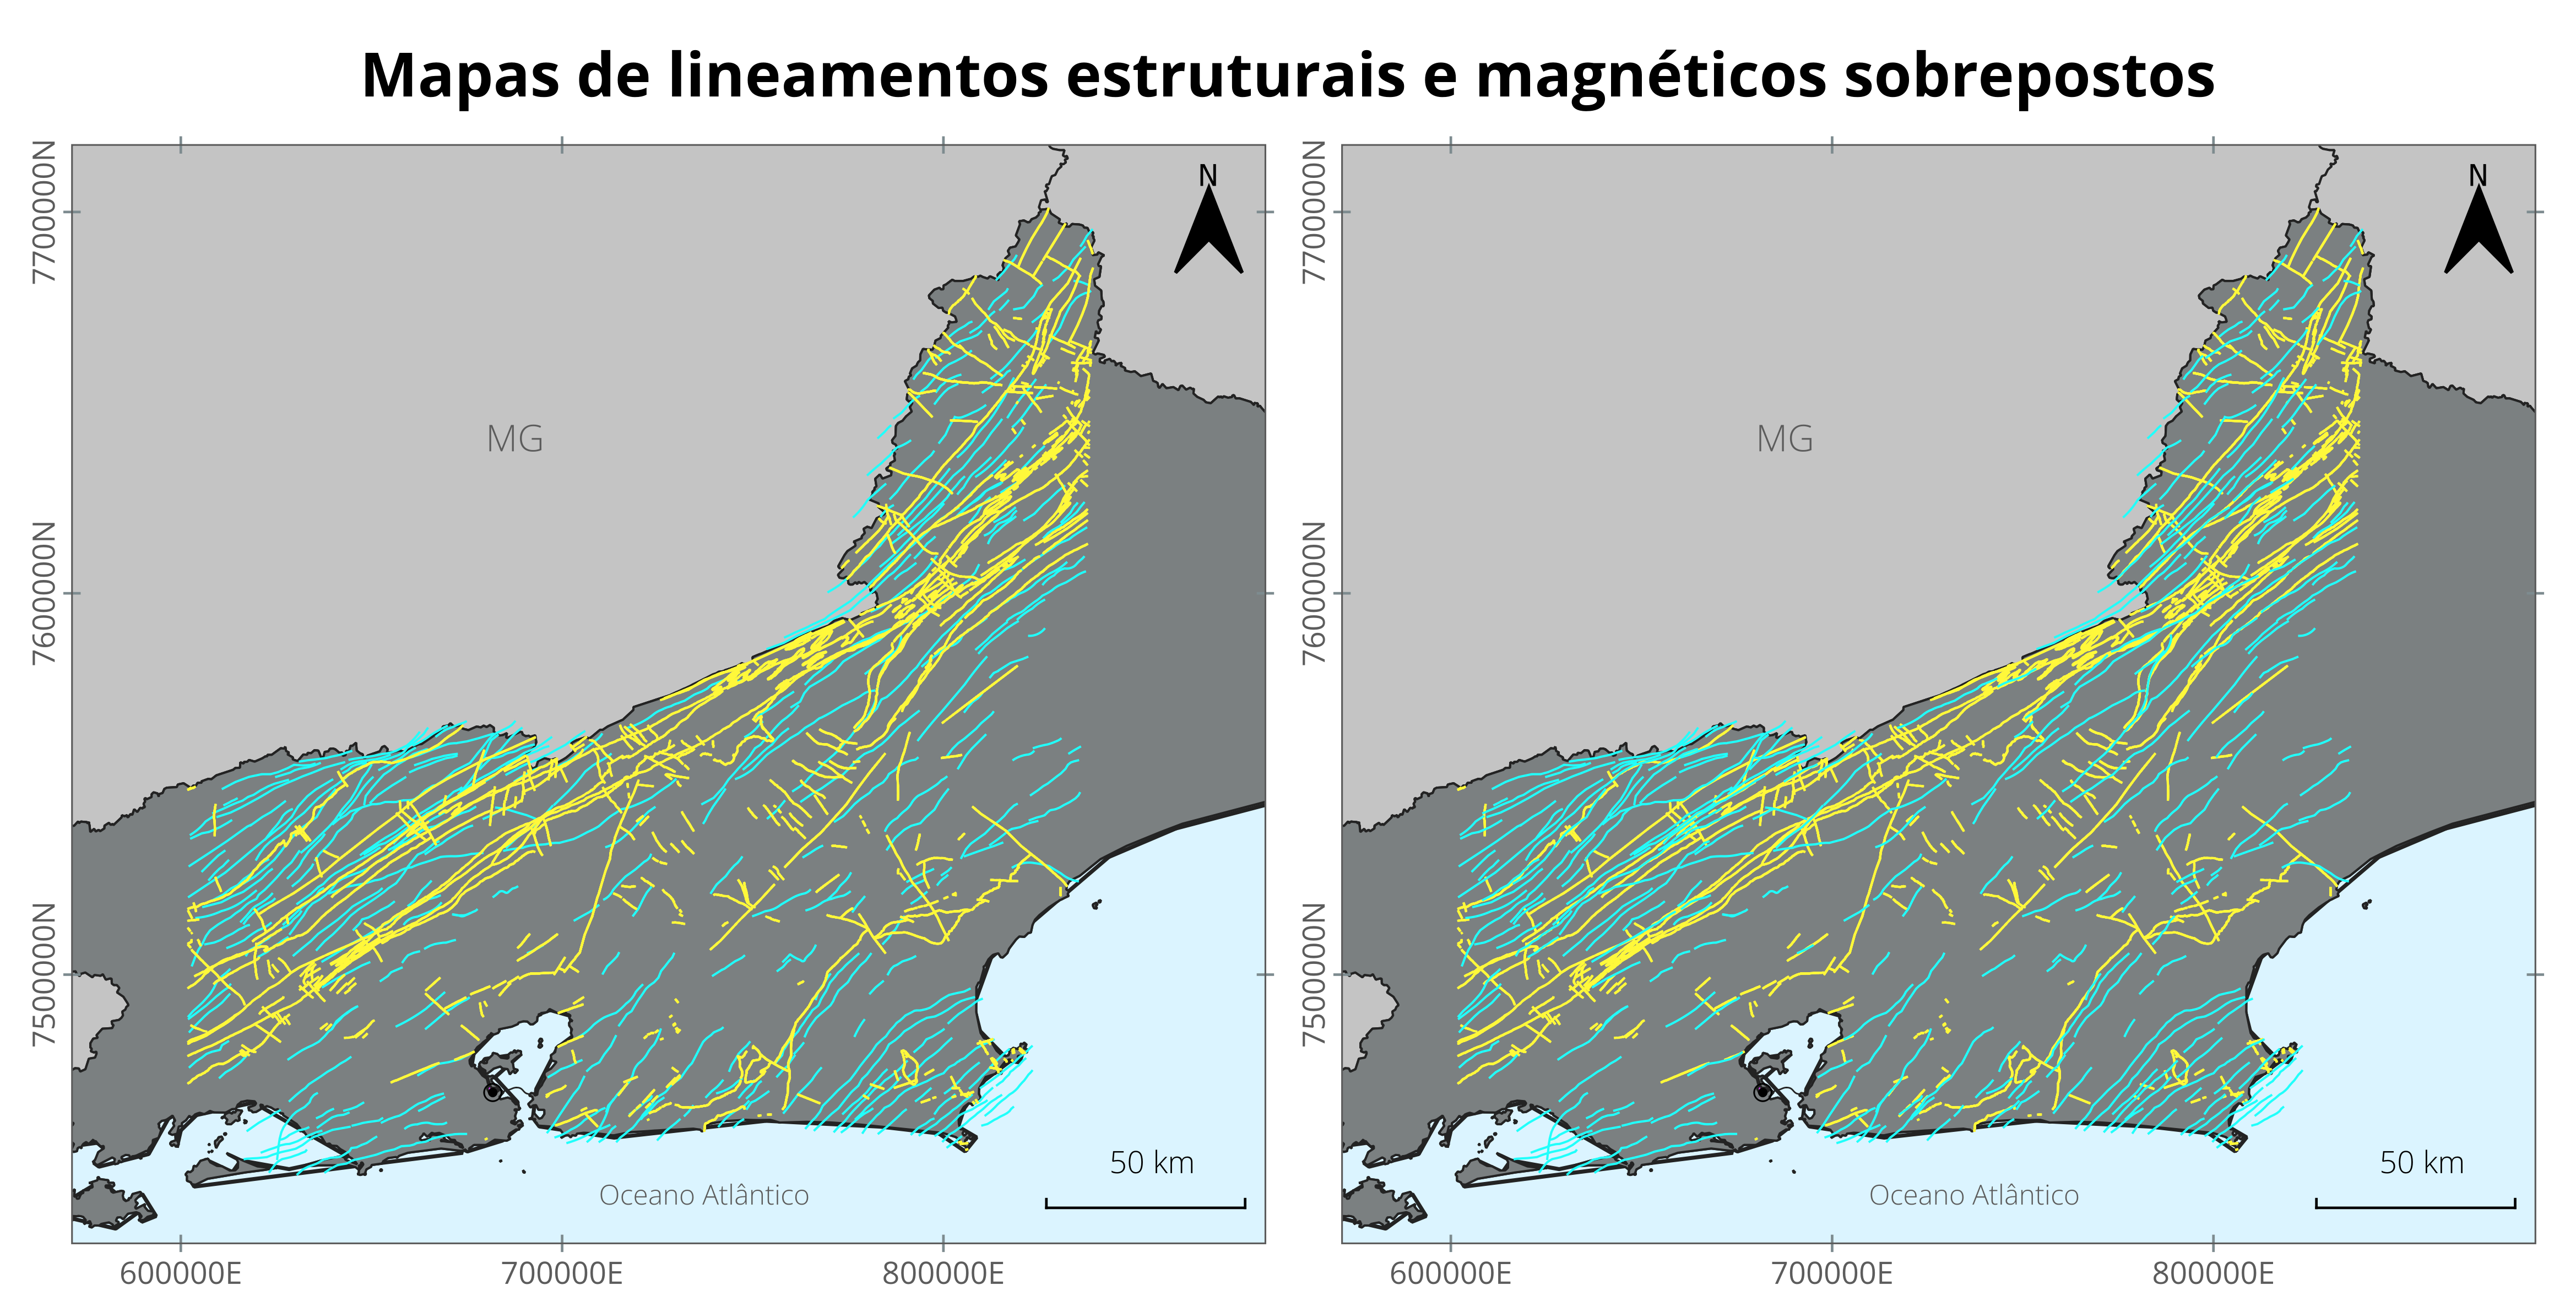 Mapas de lineamentos estruturais e magnéticos sobrepostos
N
7700000N
7600000N
7500000N
MG
Oceano Atlântico
50 km
600000E
700000E
800000E
N
7700000N
7600000N
7500000N
MG
Oceano Atlântico
50 km
600000E
700000E
800000E